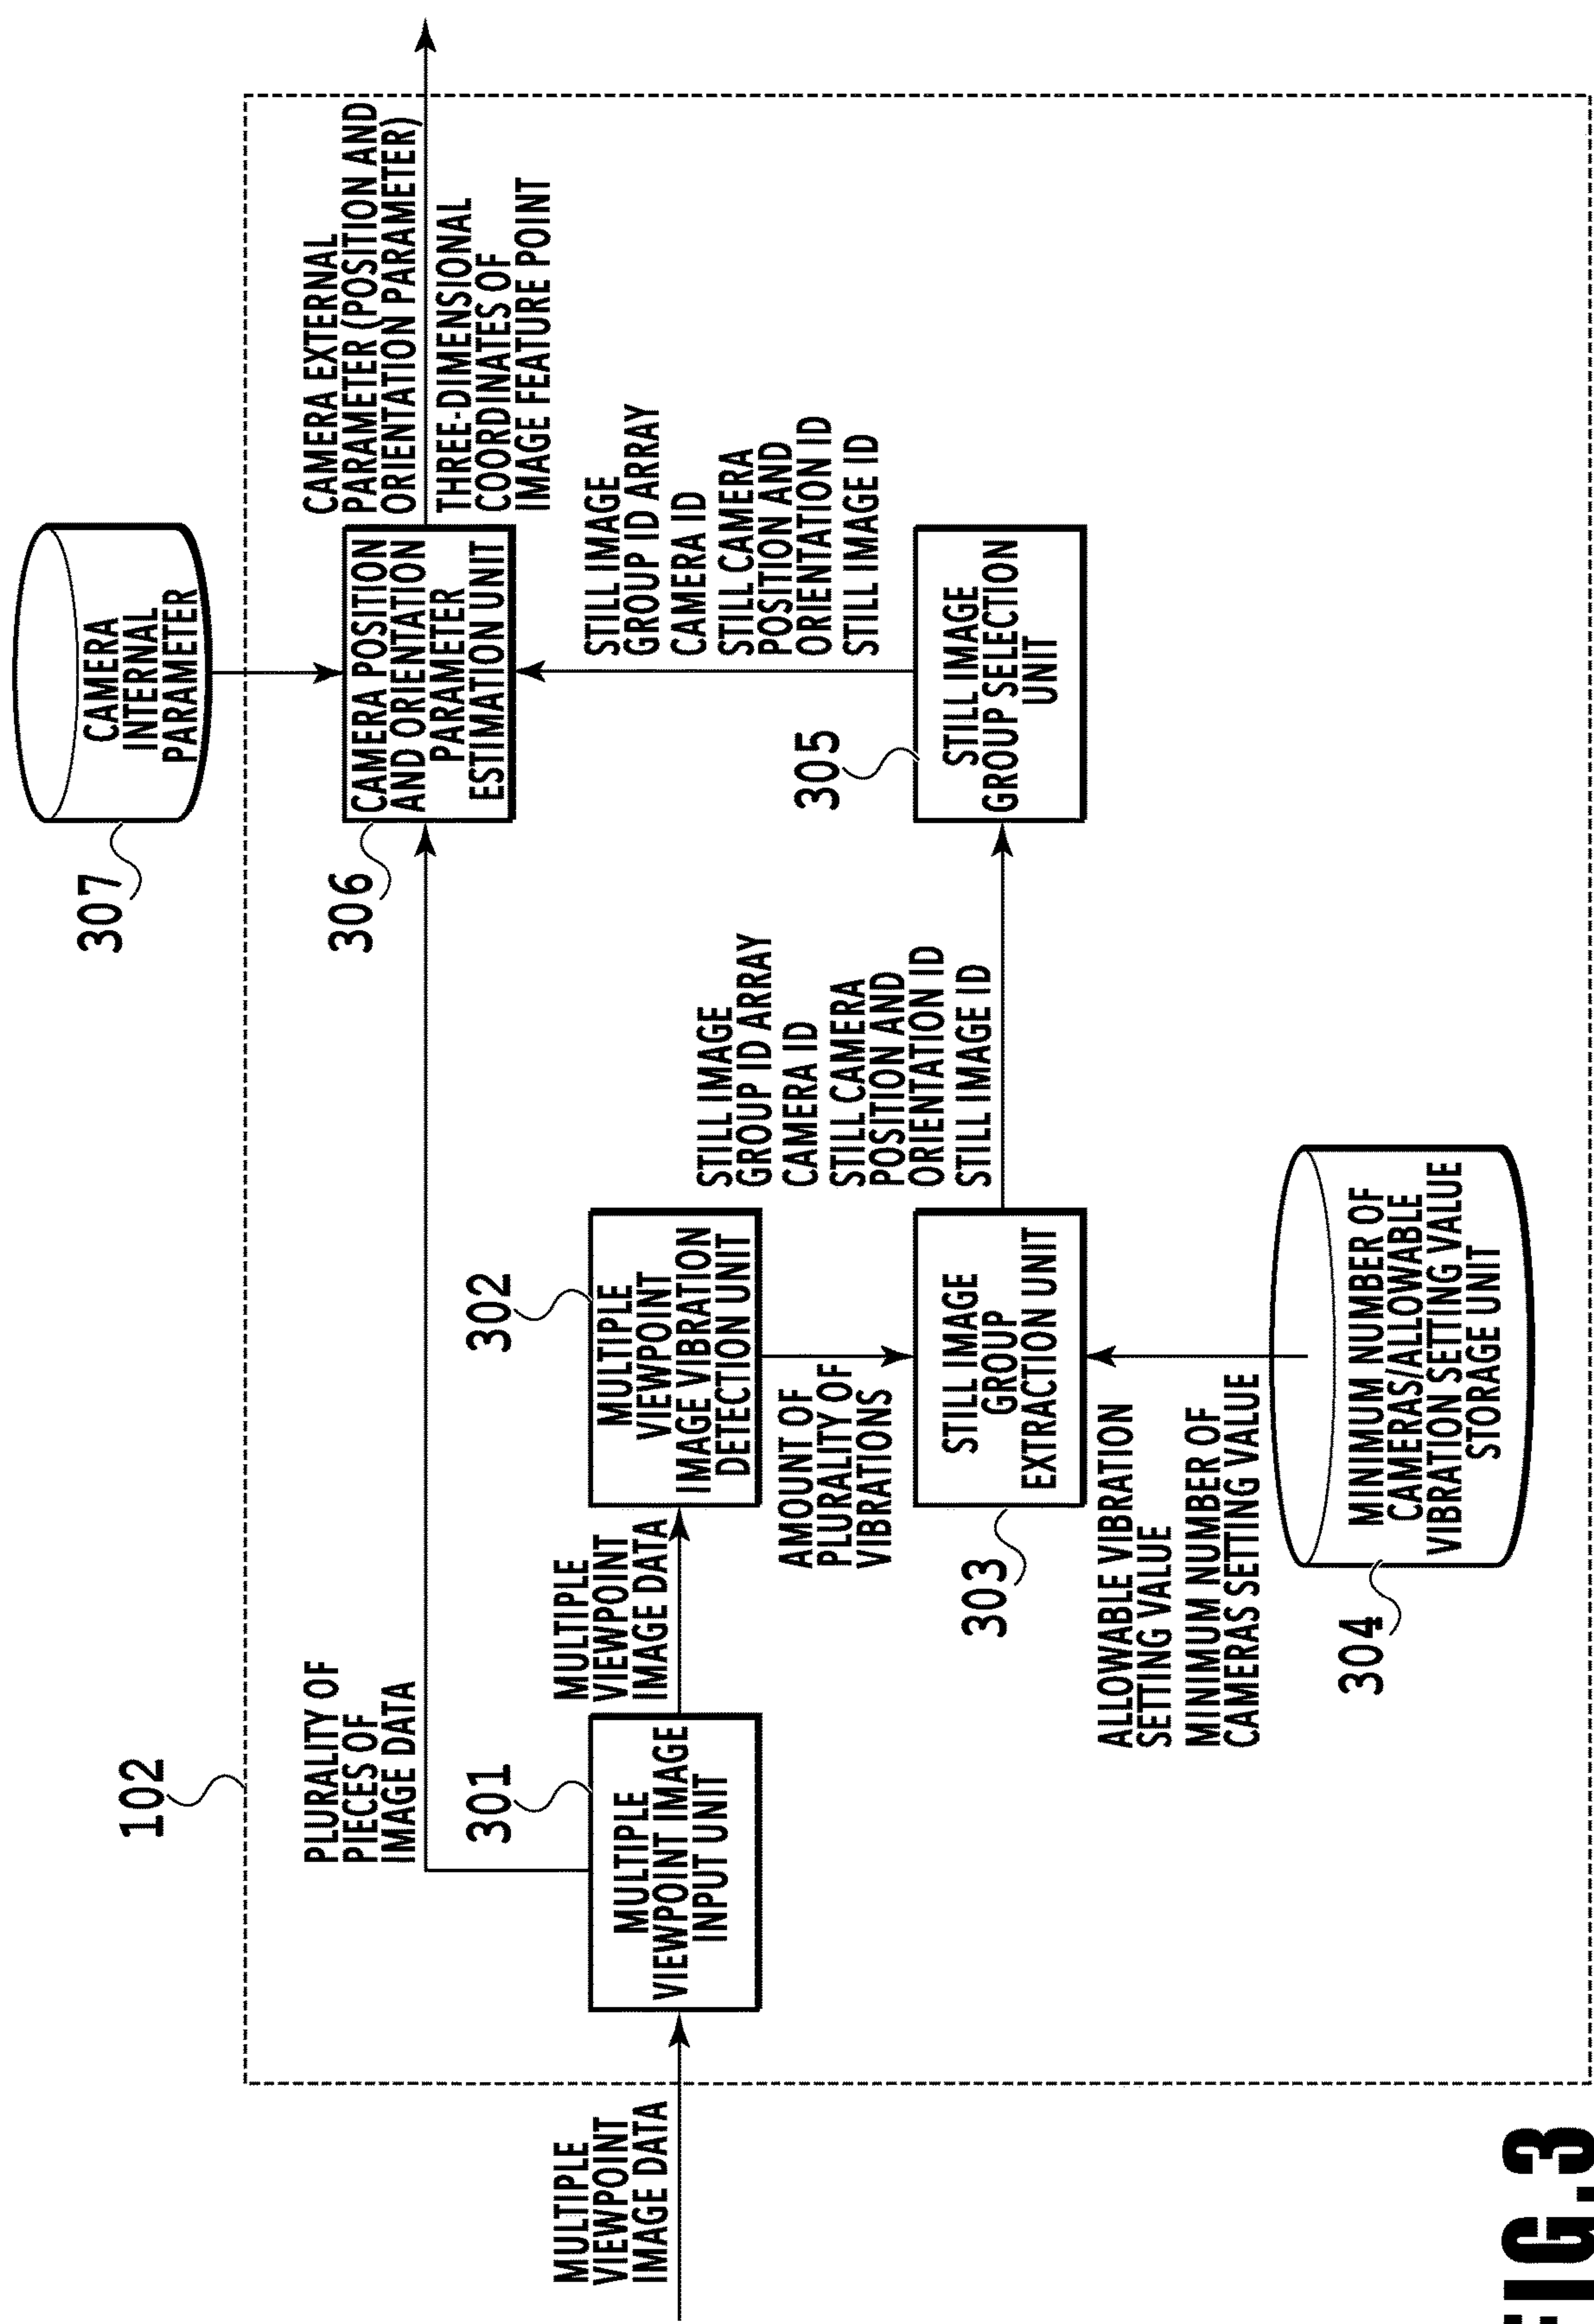 102
307
CAMERA
INTERNAL
PARAMETER
PLURALITY OF
PIECES OF
IMAGE DATA
306
CAMERA POSITION
AND ORIENTATION
PARAMETER
ESTIMATION UNIT
CAMERA EXTERNAL
PARAMETER (POSITION AND
ORIENTATION PARAMETER)
THREE-DIMENSIONAL
COORDINATES OF
IMAGE FEATURE POINT
MULTIPLE
VIEWPOINT
IMAGE DATA
301
MULTIPLE
VIEWPOINT IMAGE
INPUT UNIT
MULTIPLE
VIEWPOINT
IMAGE DATA
302
MULTIPLE
VIEWPOINT
IMAGE VIBRATION
DETECTION UNIT
AMOUNT OF
PLURALITY OF
VIBRATIONS
303
STILL IMAGE
GROUP
EXTRACTION UNIT
STILL IMAGE
GROUP ID ARRAY
CAMERA ID
STILL CAMERA
POSITION AND
ORIENTATION ID
STILL IMAGE ID
305
STILL IMAGE
GROUP SELECTION
UNIT
STILL IMAGE
GROUP ID ARRAY
CAMERA ID
STILL CAMERA
POSITION AND
ORIENTATION ID
STILL IMAGE ID
ALLOWABLE VIBRATION
SETTING VALUE
MINIMUM NUMBER OF
CAMERAS SETTING VALUE
304
MINIMUM NUMBER OF
CAMERAS/ALLOWABLE
VIBRATION SETTING VALUE
STORAGE UNIT
FIG.3